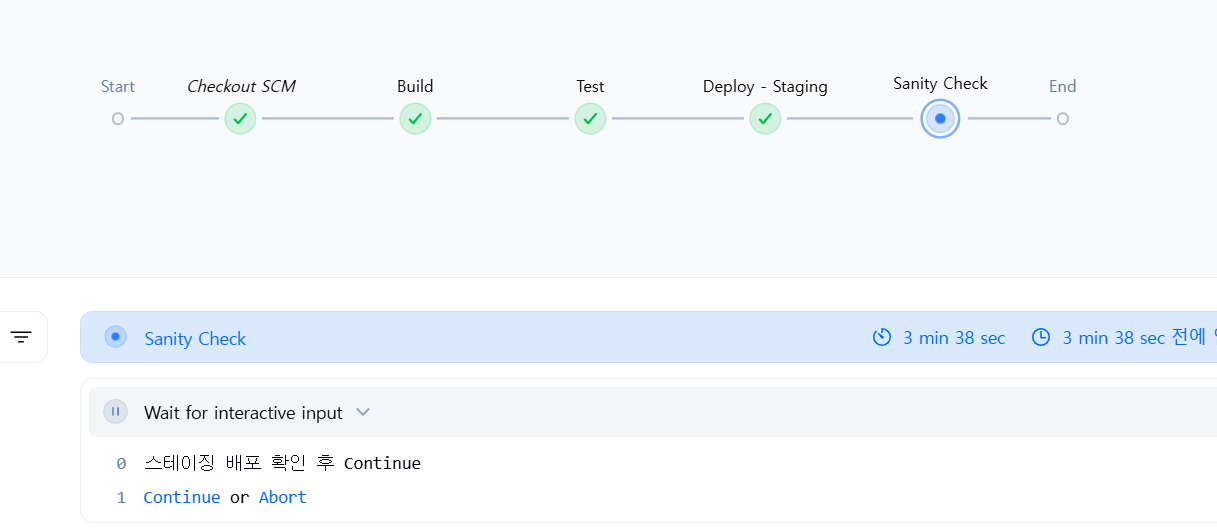 Start
Checkout SCM
Build
Test
Deploy - Staging
Sanity Check
End
Sanity Check 3 min 38 sec 3 min 38 sec 전에
Wait for interactive input
0 스테이징 배포 확인 후 Continue
1 Continue or Abort